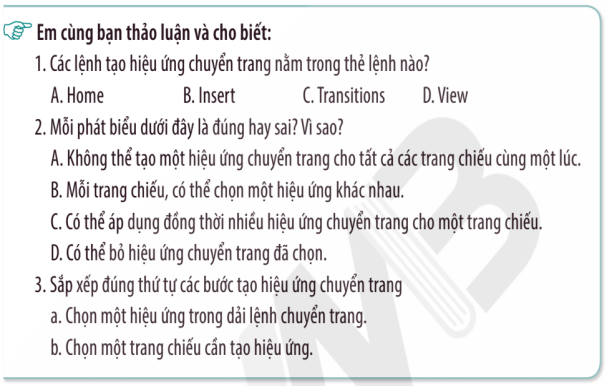 Em cùng bạn thảo luận và cho biết:
1. Các lệnh tạo hiệu ứng chuyển trang nằm trong thẻ lệnh nào?
A. Home B. Insert C. Transitions D. View
2. Mỗi phát biểu dưới đây là đúng hay sai? Vì sao?
A. Không thể tạo một hiệu ứng chuyển trang cho tất cả các trang chiếu cùng một lúc.
B. Mỗi trang chiếu, có thể chọn một hiệu ứng khác nhau.
C. Có thể áp dụng đồng thời nhiều hiệu ứng chuyển trang cho một trang chiếu.
D. Có thể bỏ hiệu ứng chuyển trang đã chọn.
3. Sắp xếp đúng thứ tự các bước tạo hiệu ứng chuyển trang
a. Chọn một hiệu ứng trong dải lệnh chuyển trang.
b. Chọn một trang chiếu cần tạo hiệu ứng.